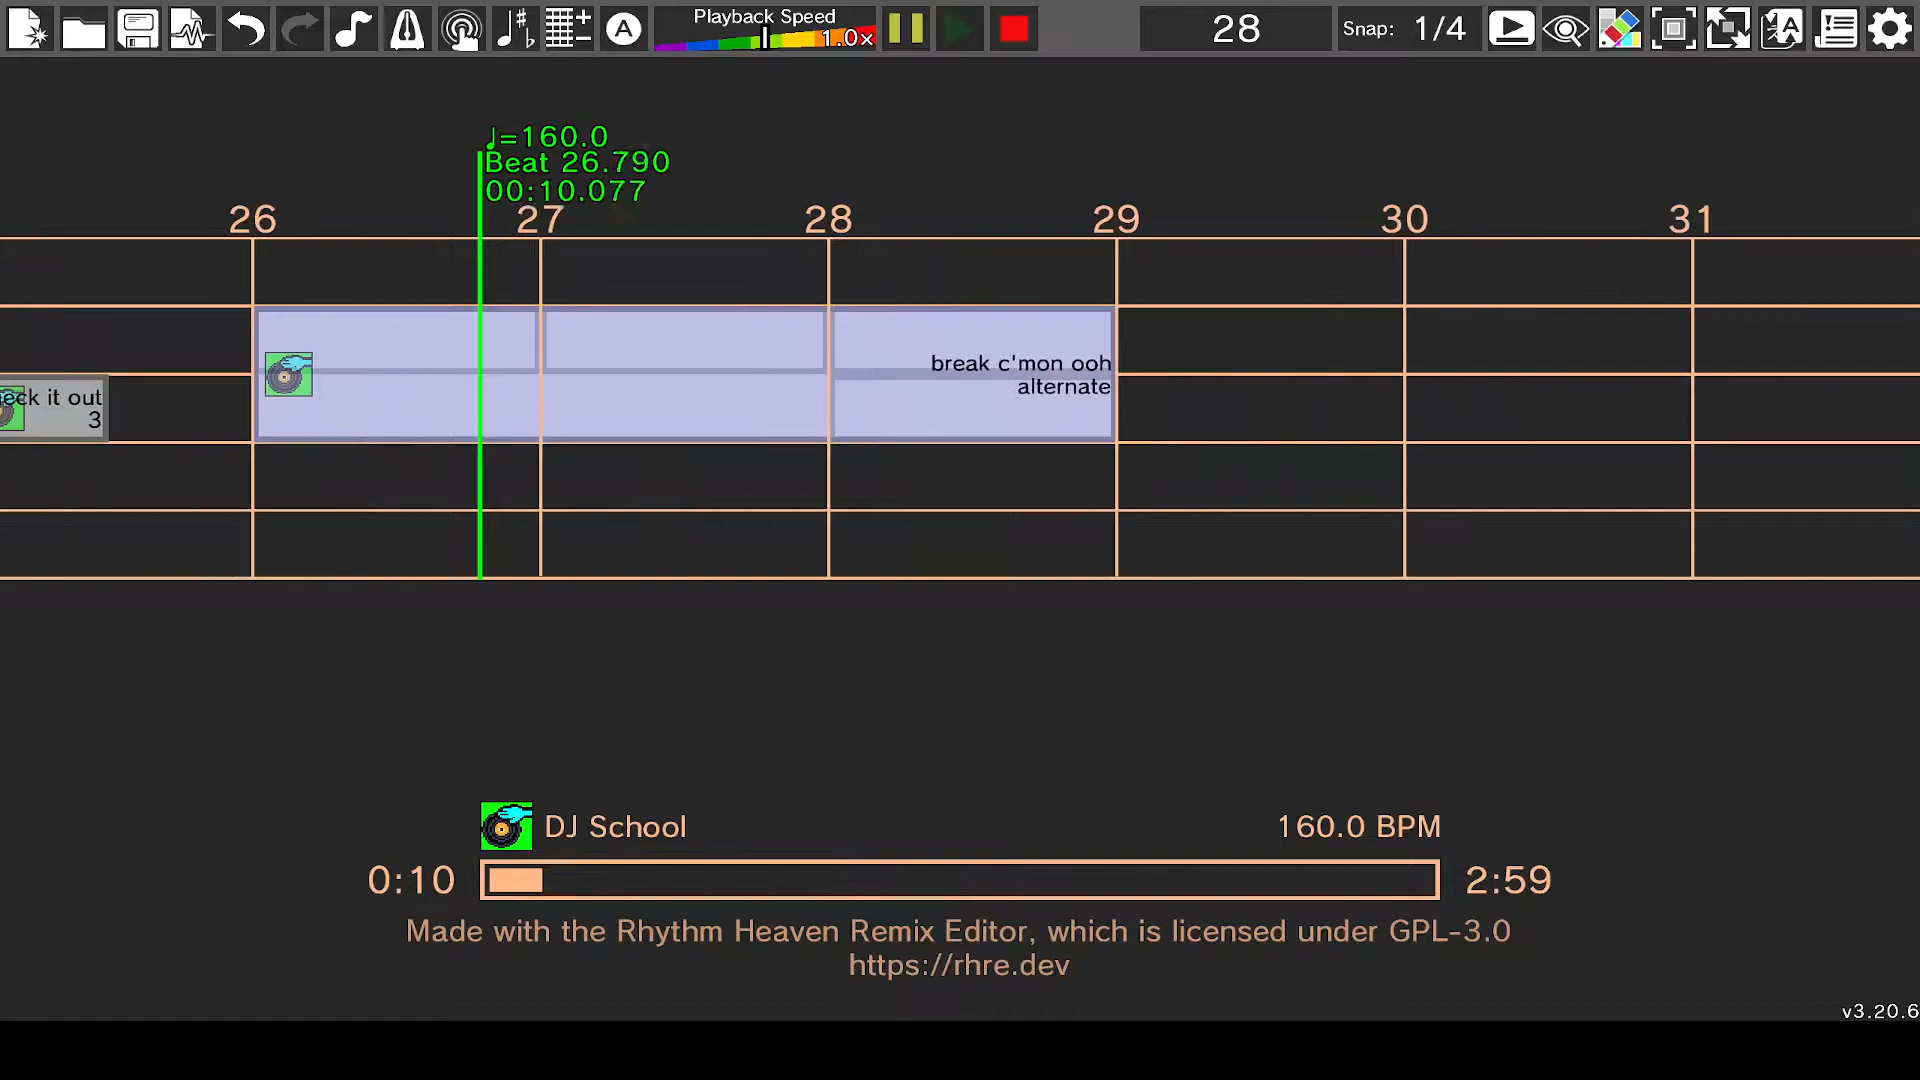 Playback Speed
1.0x
28
Snap: 1/4
♩=160.0
Beat 26.790
00:10.077
26 27 28 29 30 31
break c'mon ooh
alternate
eck it out
3
DJ School
160.0 BPM
0:10
2:59
Made with the Rhythm Heaven Remix Editor, which is licensed under GPL-3.0
https://rhre.dev
v3.20.6